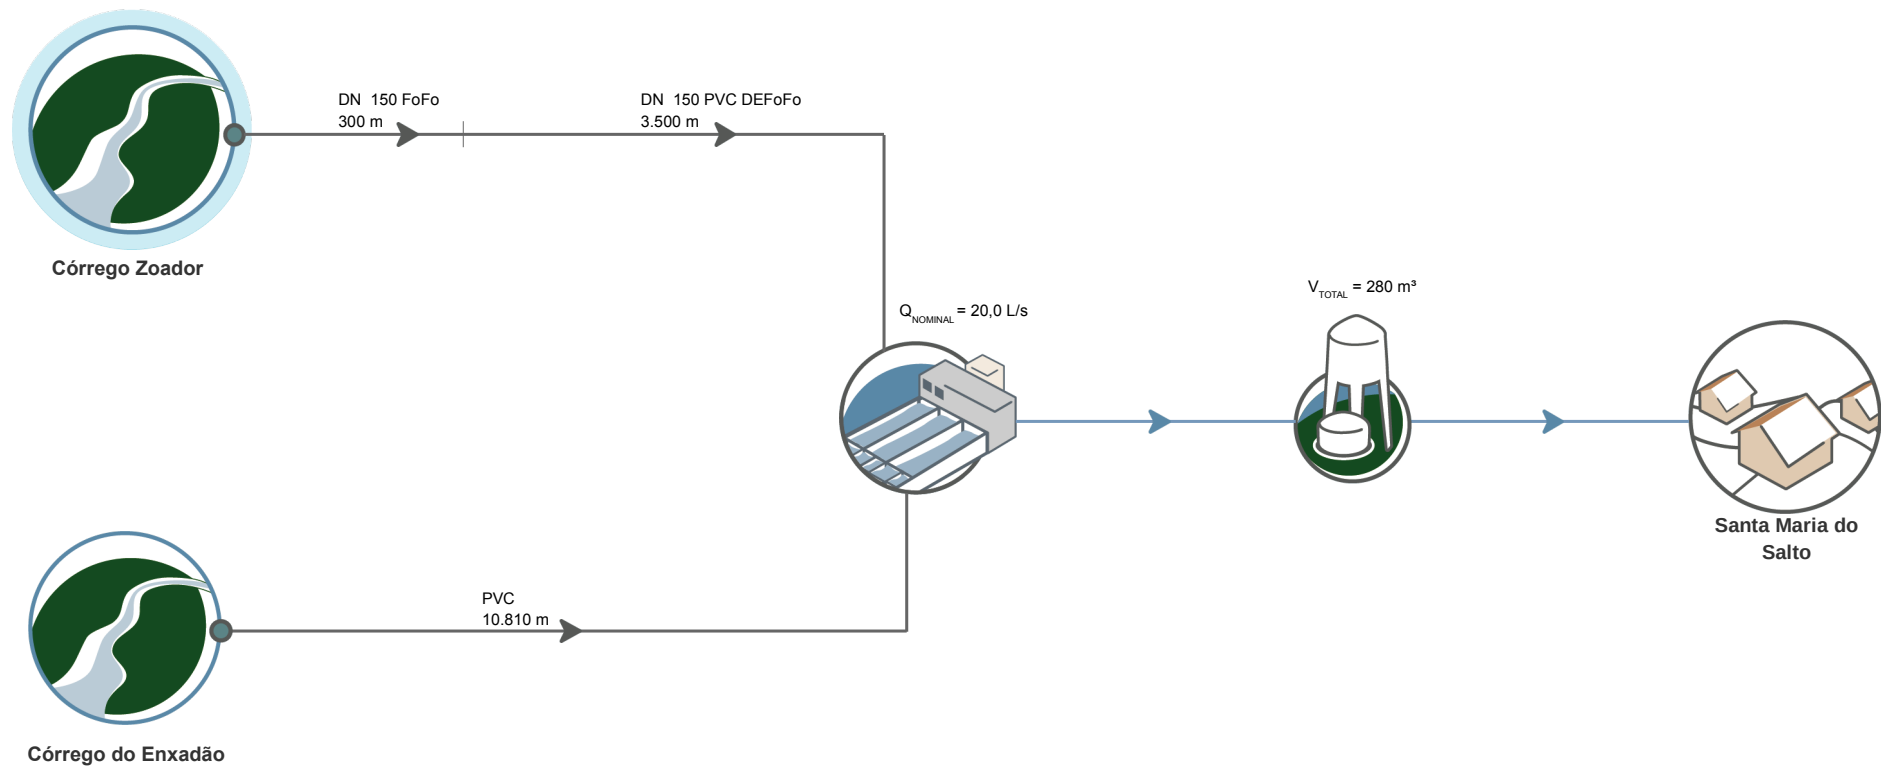 DN 150 FoFo
300 m
DN 150 PVC DEFoFo
3.500 m
Córrego Zoador
Q NOMINAL = 20,0 L/s
V TOTAL = 280 m³
Santa Maria do
Salto
PVC
10.810 m
Córrego do Enxadão